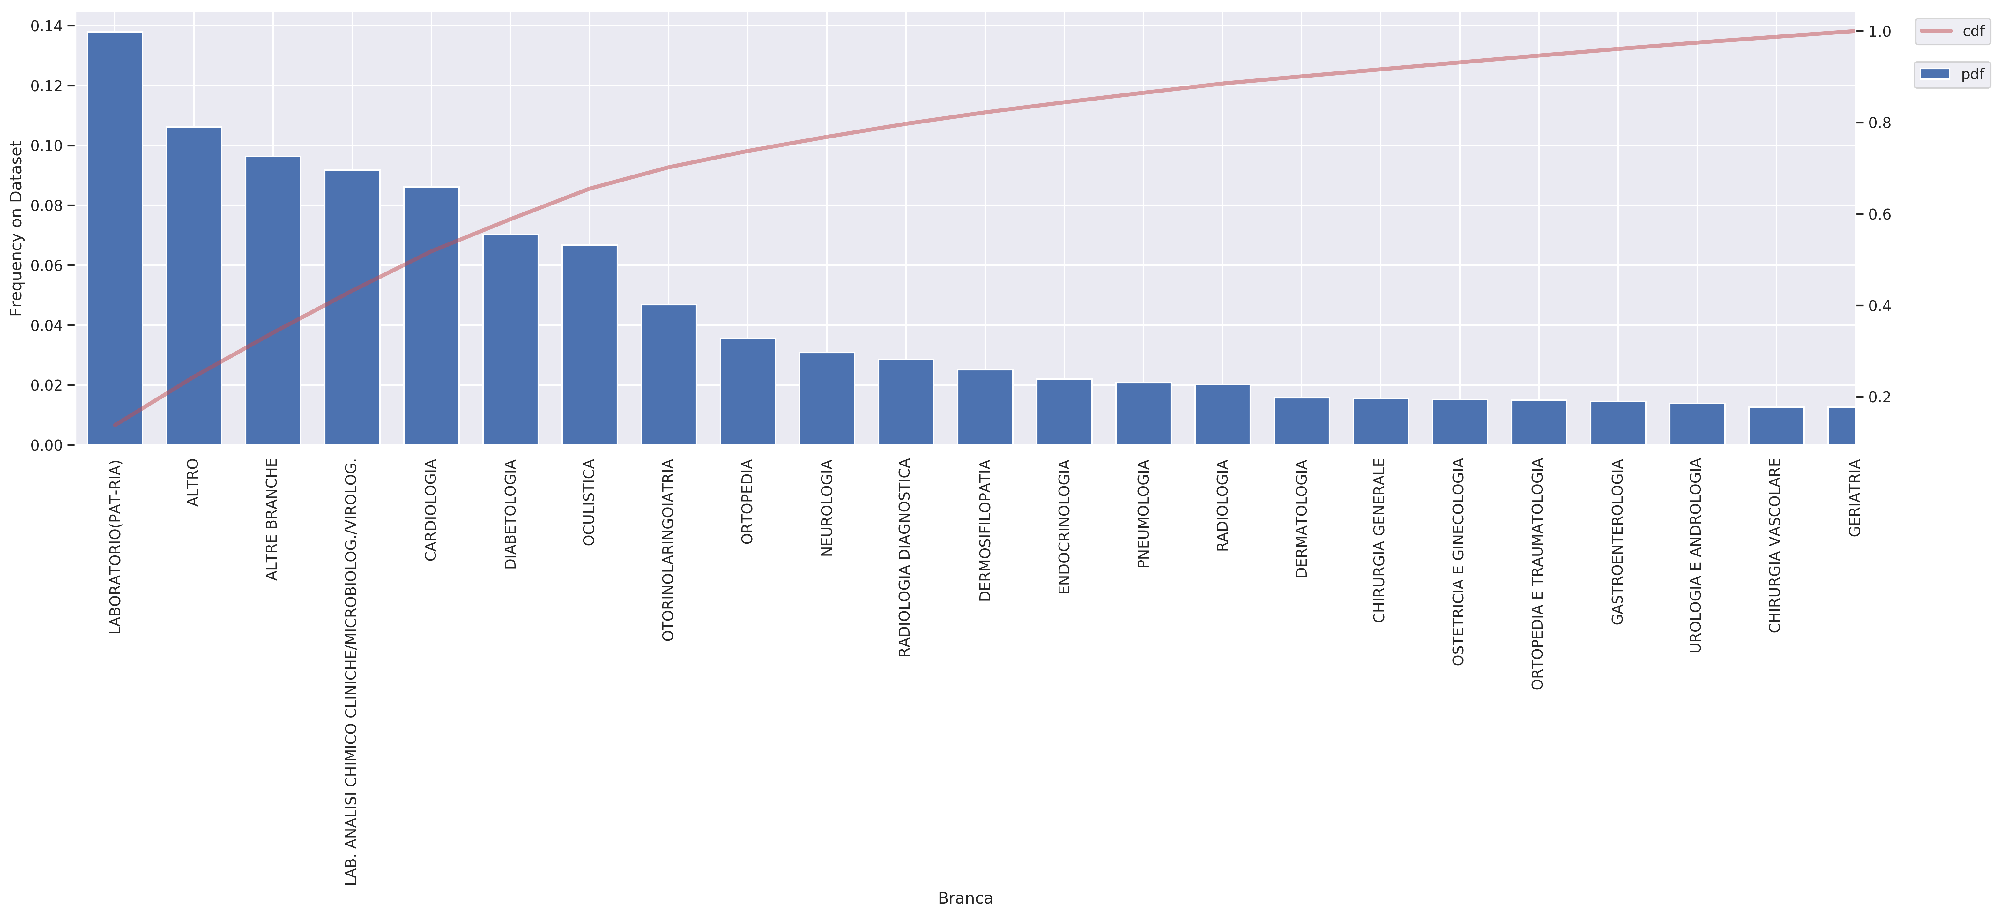 Frequency on Dataset
0.14
0.12
0.10
0.08
0.06
0.04
0.02
0.00
1.0
0.8
0.6
0.4
0.2
cdf
pdf
LABORATORIO(PAT-RIA)
ALTRO
ALTRE BRANCHE
LAB. ANALISI CHIMICO CLINICHE/MICROBIOLOG./VIROLOG.
CARDIOLOGIA
DIABETOLOGIA
OCULISTICA
OTORINOLARINGOIATRIA
ORTOPEDIA
NEUROLOGIA
RADIOLOGIA DIAGNOSTICA
DERMOSIFILOPATIA
ENDOCRINOLOGIA
PNEUMOLOGIA
RADIOLOGIA
DERMATOLOGIA
CHIRURGIA GENERALE
OSTETRICIA E GINECOLOGIA
ORTOPEDIA E TRAUMATOLOGIA
GASTROENTEROLOGIA
UROLOGIA E ANDROLOGIA
CHIRURGIA VASCOLARE
GERIATRIA
Branca